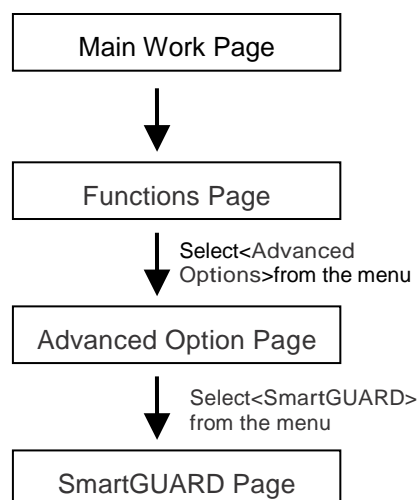 Main Work Page
Functions Page
Select<Advanced
Options>from the menu
Advanced Option Page
Select<SmartGUARD>
from the menu
SmartGUARD Page